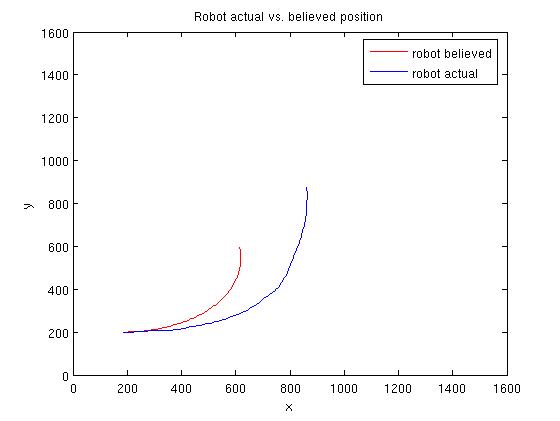 Robot actual vs. believed position
1600
1400
1200
1000
800
600
400
200
0
y
robot believed
robot actual
0 200 400 600 800 1000 1200 1400 1600
x